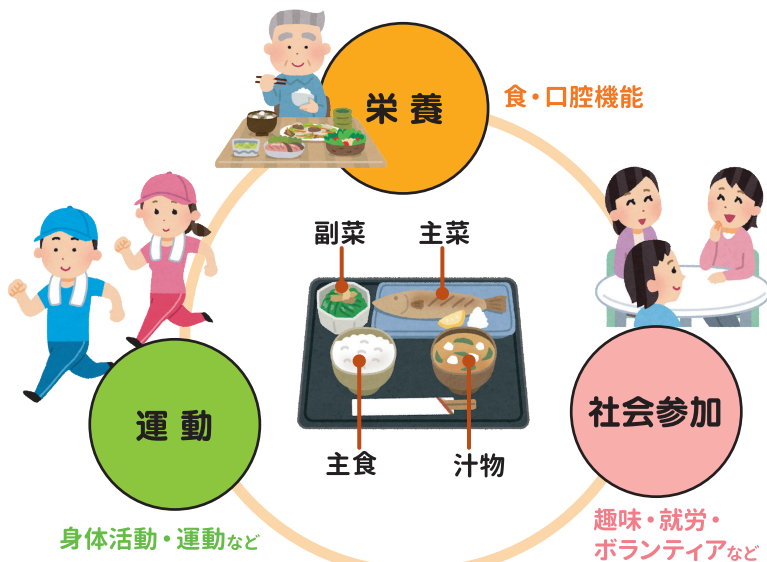 栄養
食・口腔機能
副菜
主菜
主食
汁物
運動
身体活動・運動など
社会参加
趣味・就労・
ボランティアなど